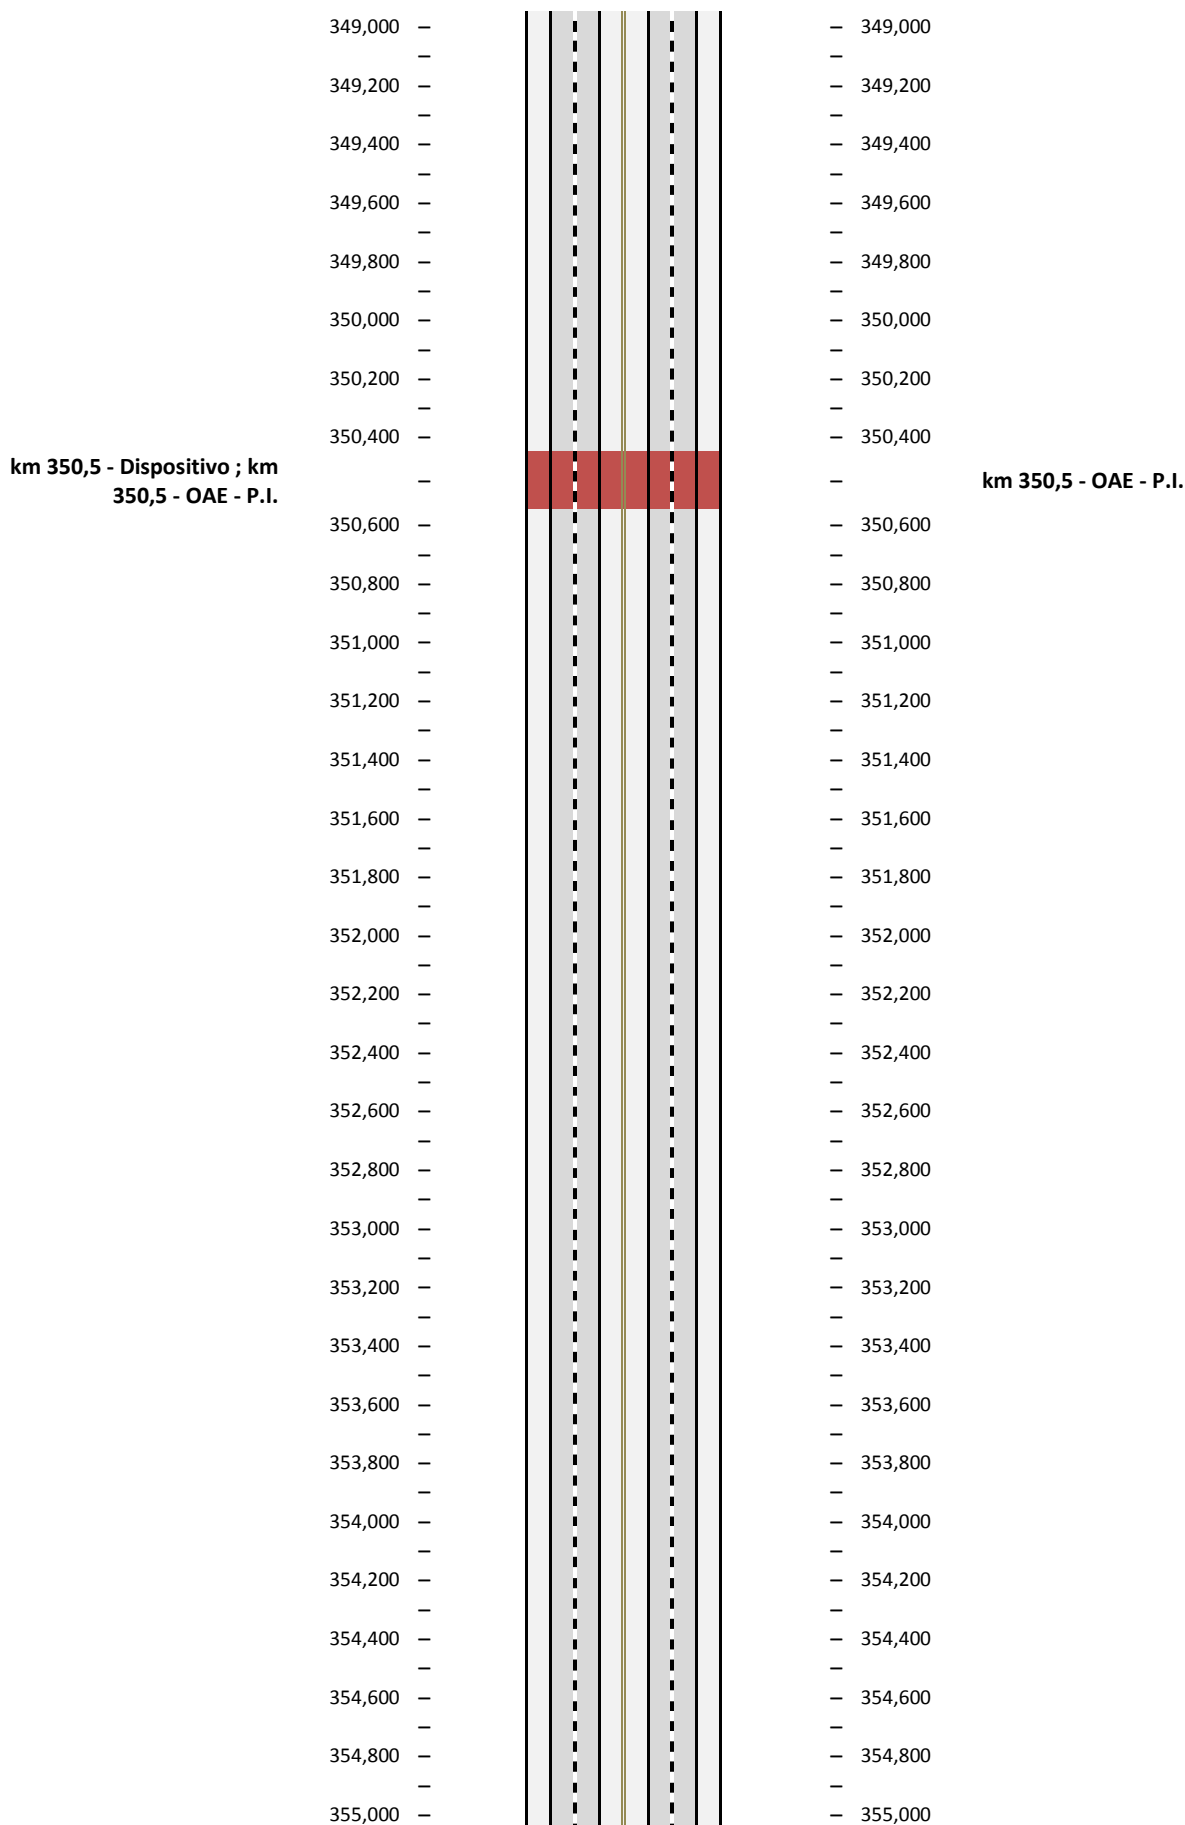 349,000 – – 349,000
– –
349,200 – – 349,200
– –
349,400 – – 349,400
– –
349,600 – – 349,600
– –
349,800 – – 349,800
– –
350,000 – – 350,000
– –
350,200 – – 350,200
– –
350,400 – – 350,400
km 350,5 - Dispositivo ; km
350,5 - OAE - P.I.
– –
km 350,5 - OAE - P.I.
350,600 – – 350,600
– –
350,800 – – 350,800
– –
351,000 – – 351,000
– –
351,200 – – 351,200
– –
351,400 – – 351,400
– –
351,600 – – 351,600
– –
351,800 – – 351,800
– –
352,000 – – 352,000
– –
352,200 – – 352,200
– –
352,400 – – 352,400
– –
352,600 – – 352,600
– –
352,800 – – 352,800
– –
353,000 – – 353,000
– –
353,200 – – 353,200
– –
353,400 – – 353,400
– –
353,600 – – 353,600
– –
353,800 – – 353,800
– –
354,000 – – 354,000
– –
354,200 – – 354,200
– –
354,400 – – 354,400
– –
354,600 – – 354,600
– –
354,800 – – 354,800
– –
355,000 – – 355,000